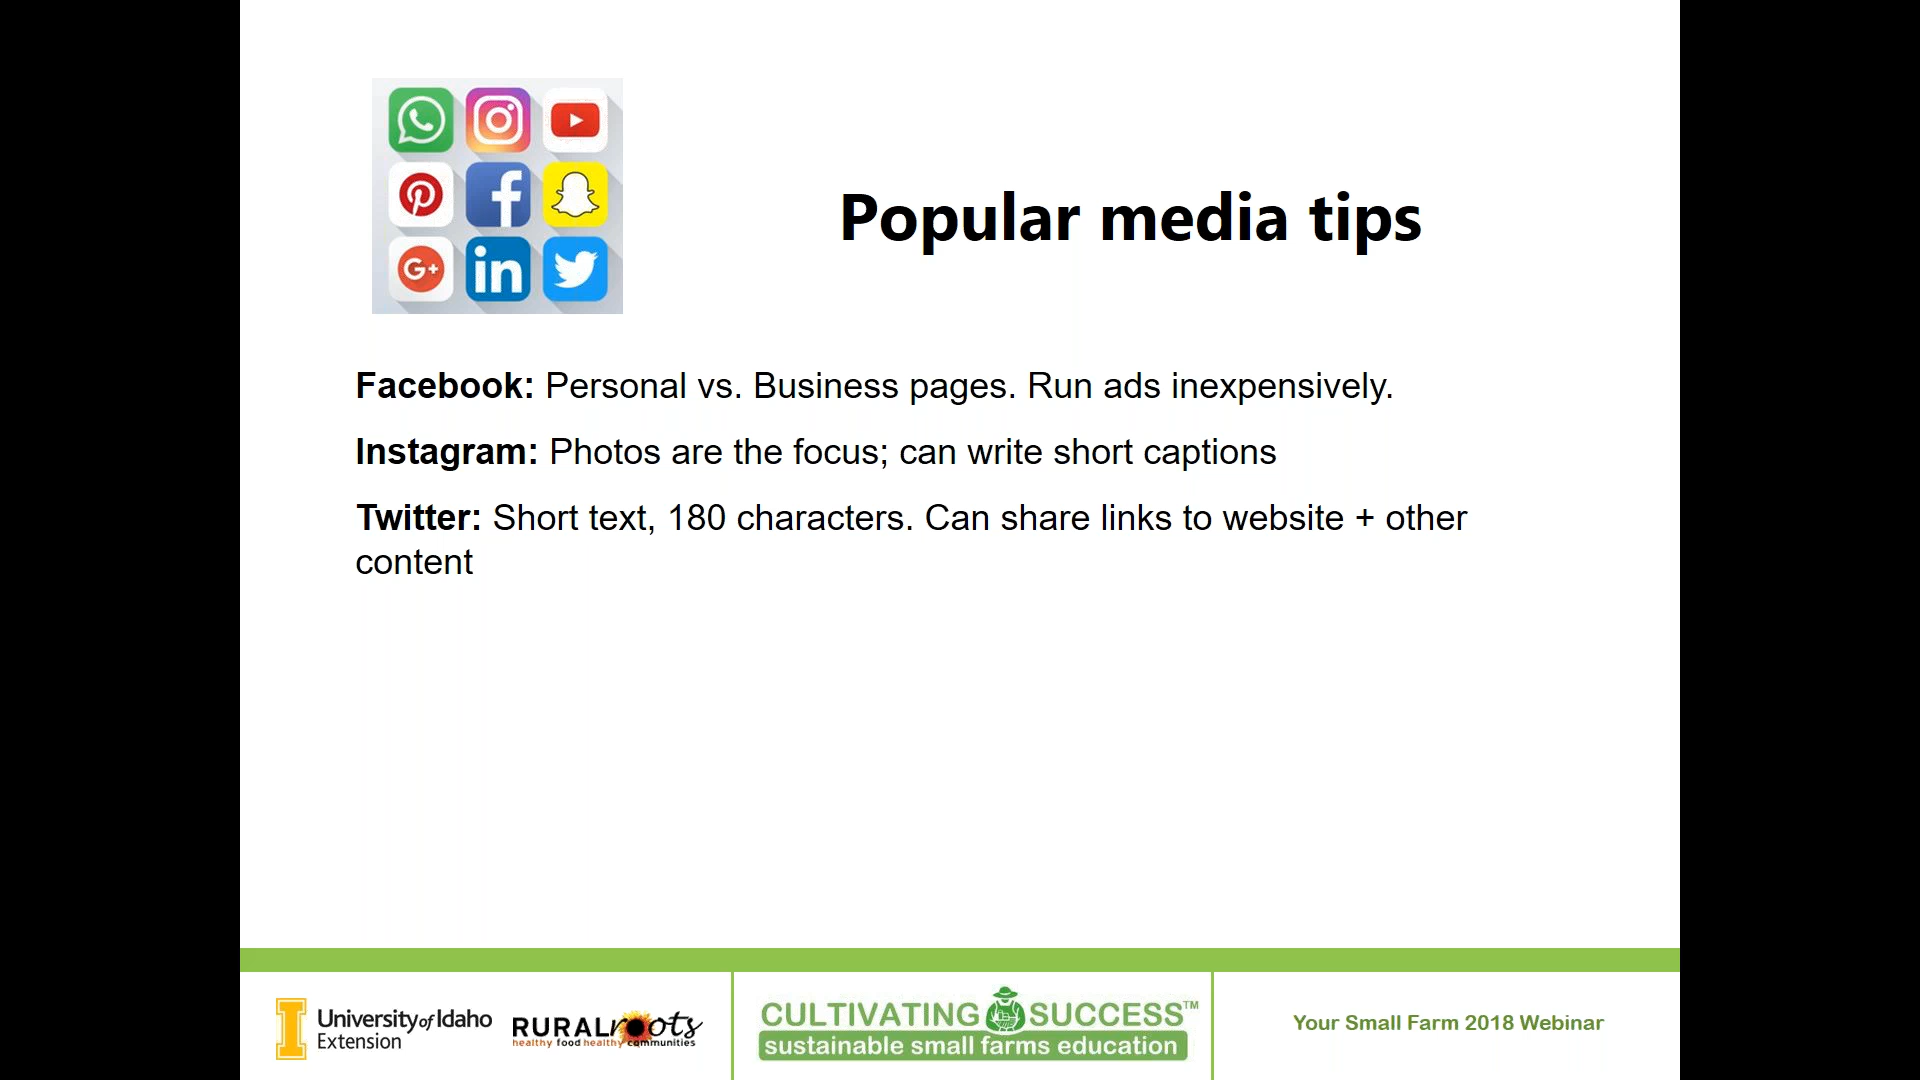 Popular media tips
Facebook: Personal vs. Business pages. Run ads inexpensively.
Instagram: Photos are the focus; can write short captions
Twitter: Short text, 180 characters. Can share links to website + other
content
G+
in
University of Idaho
Extension
RURAL roots
healthy food healthy communities
CULTIVATING SUCCESS™
sustainable small farms education
Your Small Farm 2018 Webinar